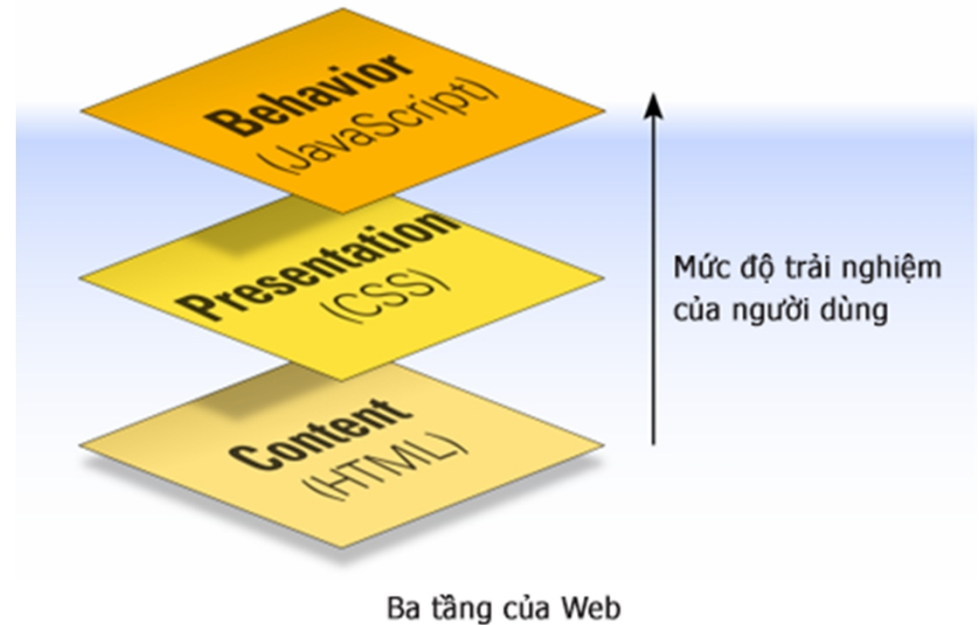 Behavior
(JavaScript)
Presentation
(CSS)
Content
(HTML)
Mức độ trải nghiệm
của người dùng
Ba tầng của Web